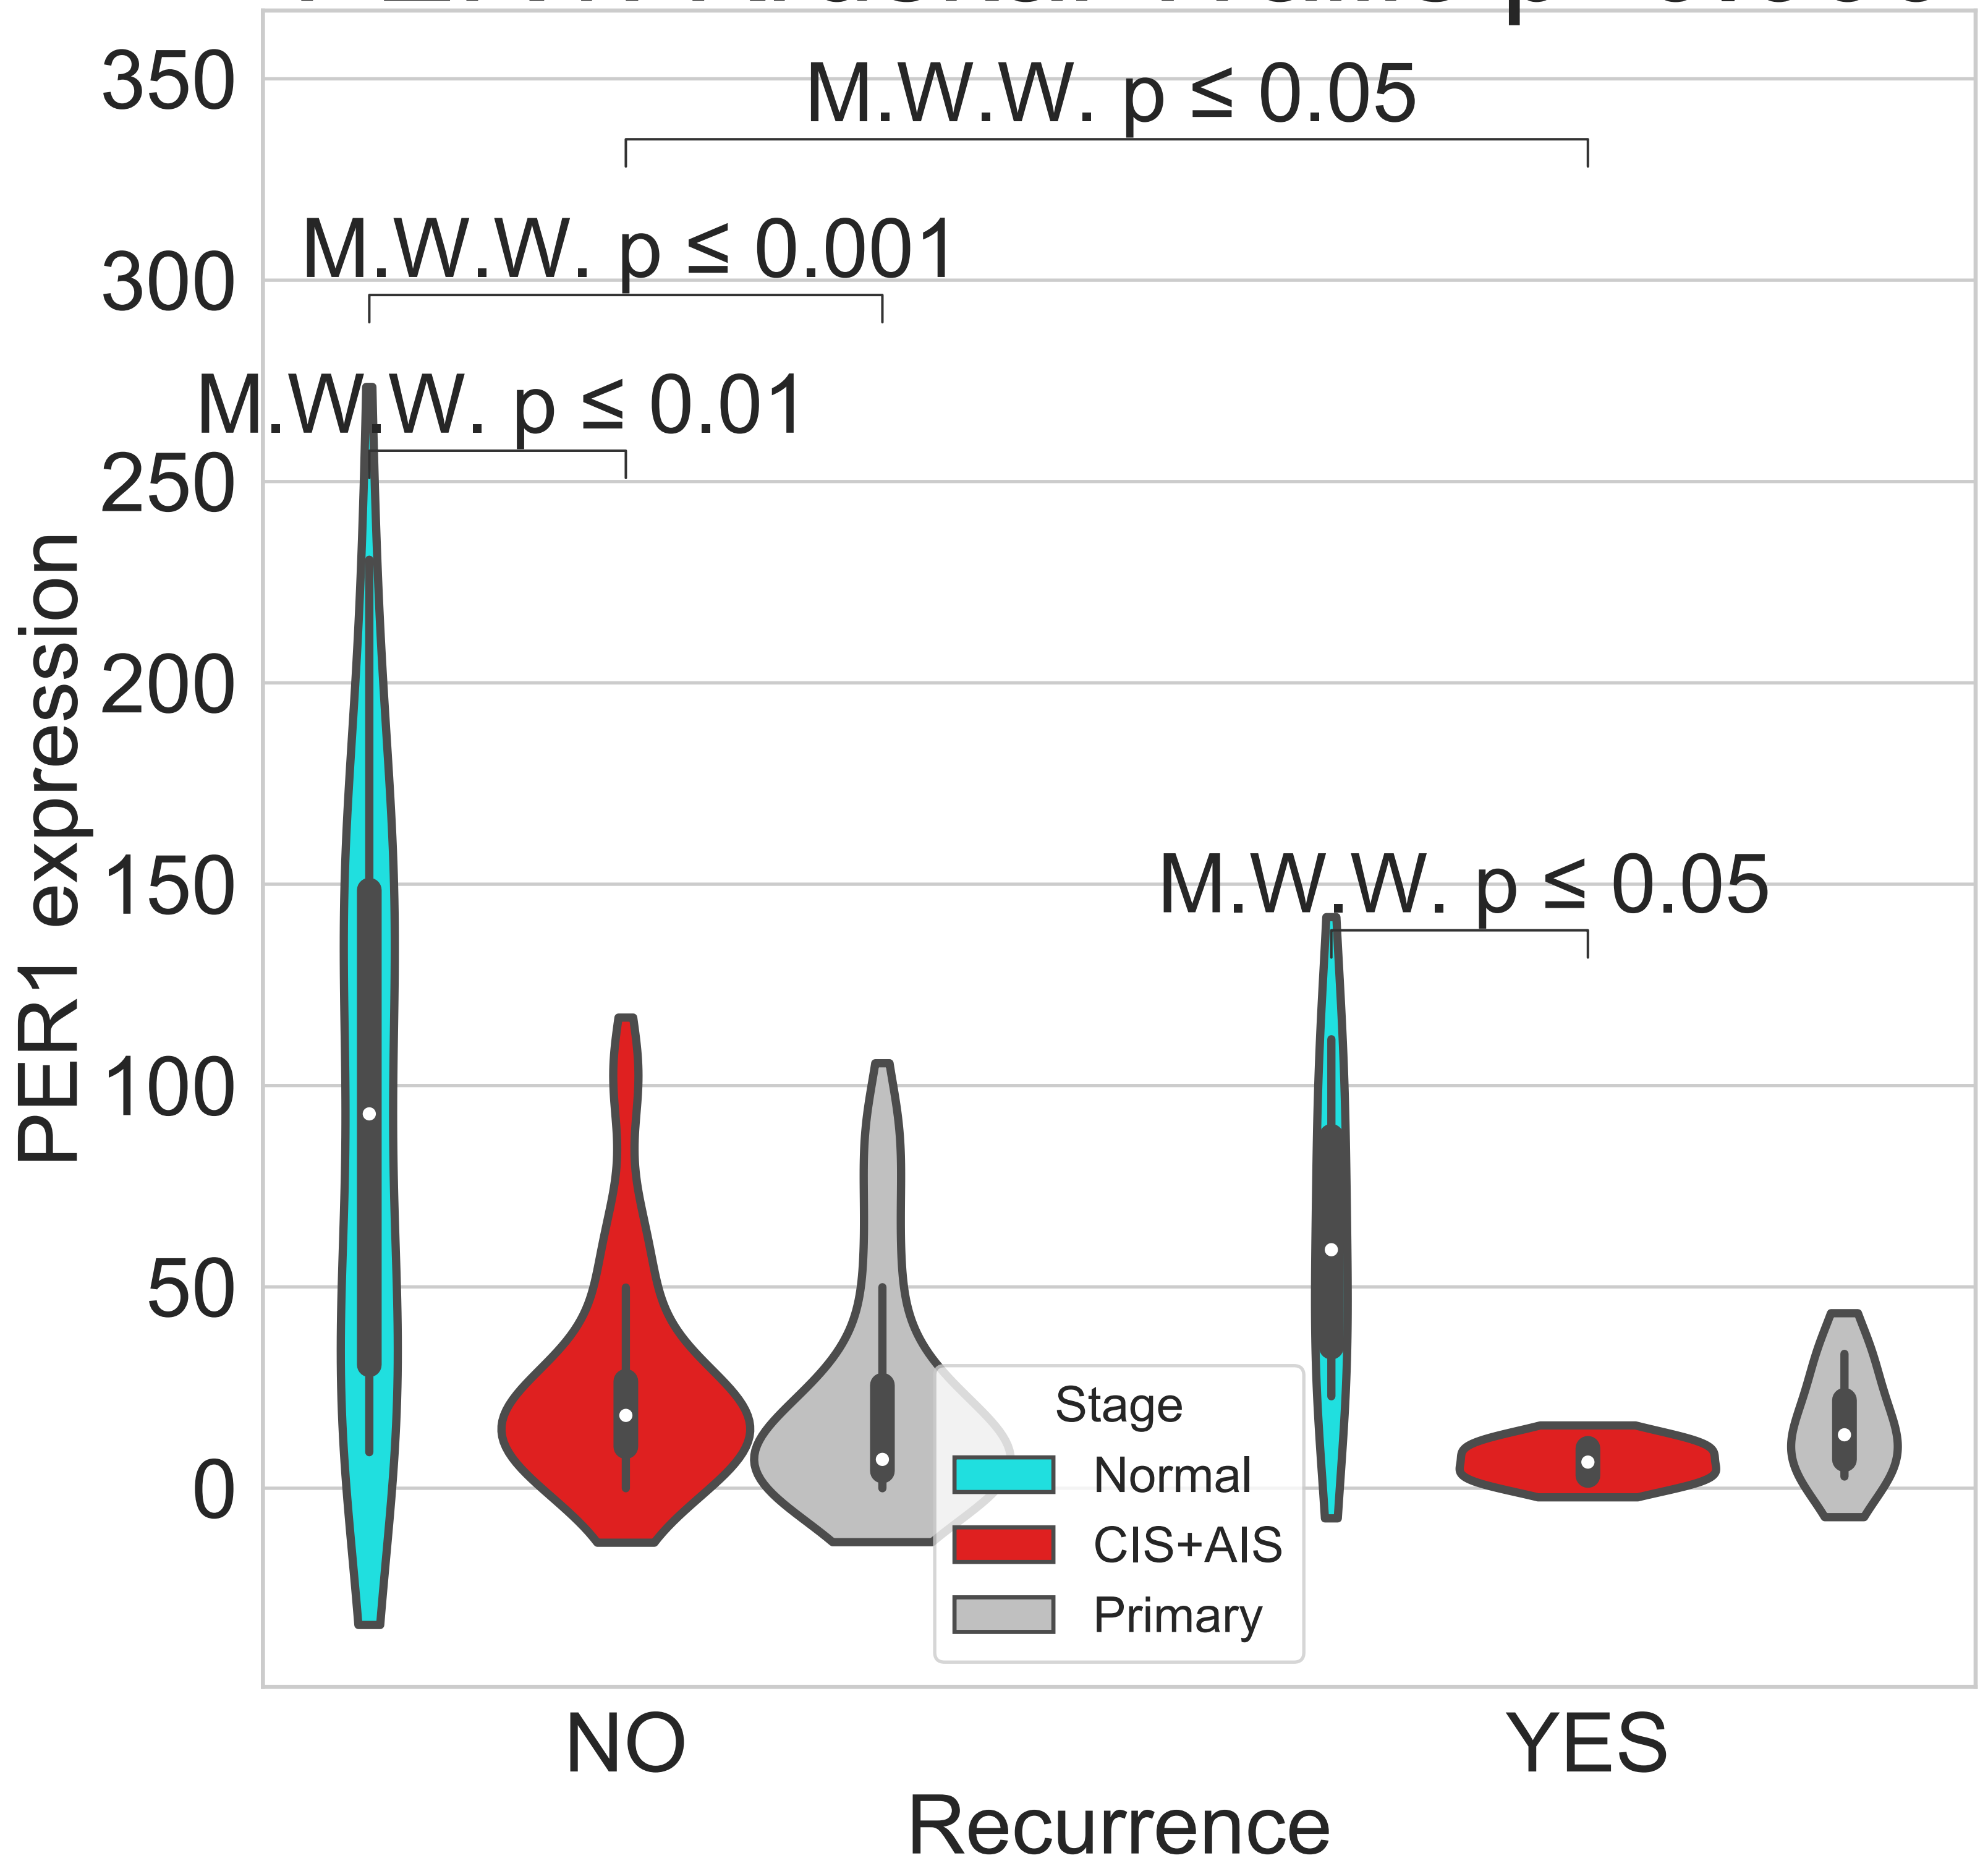 350
M.W.W. p ≤ 0.05
300
M.W.W. p ≤ 0.001
M.W.W. p ≤ 0.01
250
200
150
M.W.W. p ≤ 0.05
100
50
0
PER1 expression
Stage
Normal
CIS+AIS
Primary
NO
YES
Recurrence